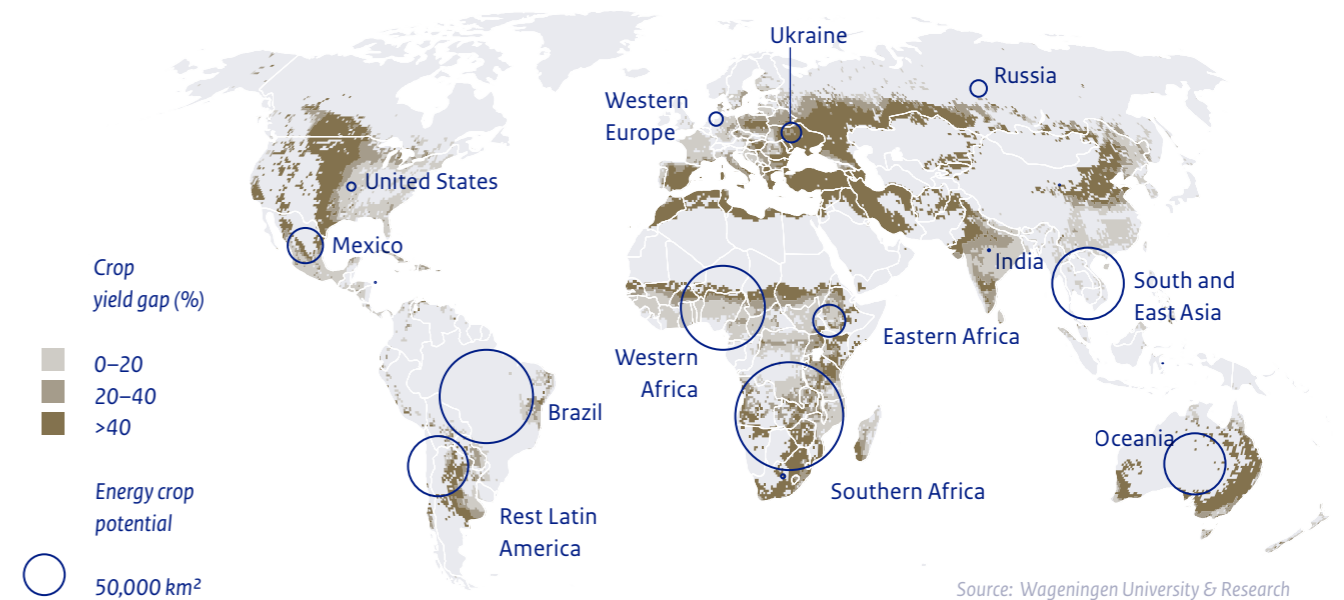 Ukraine
Russia
Western
Europe
United States
Mexico
India
South and
East Asia
Eastern Africa
Western
Africa
Brazil
Oceania
Southern Africa
Rest Latin
America
Crop
yield gap (%)
0–20
20–40
>40
Energy crop
potential
50,000 km²
Source: Wageningen University & Research